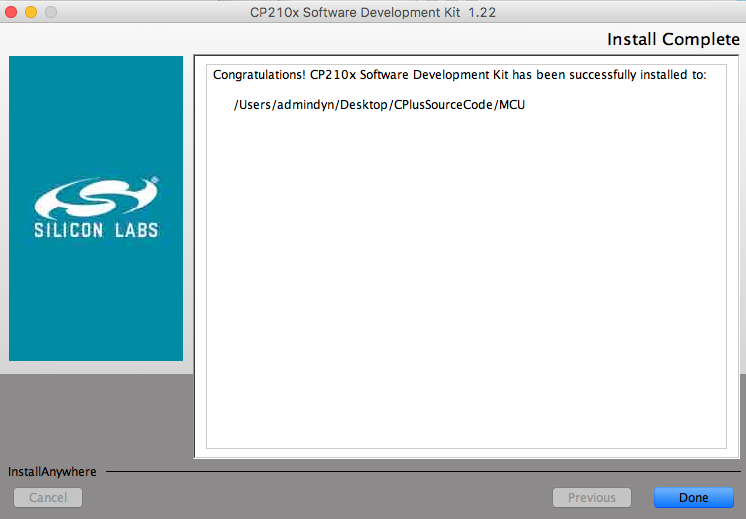 CP210x Software Development Kit 1.22
Install Complete
Congratulations! CP210x Software Development Kit has been successfully installed to:
/Users/admindyn/Desktop/CPlusSourceCode/MCU
®
SILICON LABS
InstallAnywhere
Cancel
Previous
Done